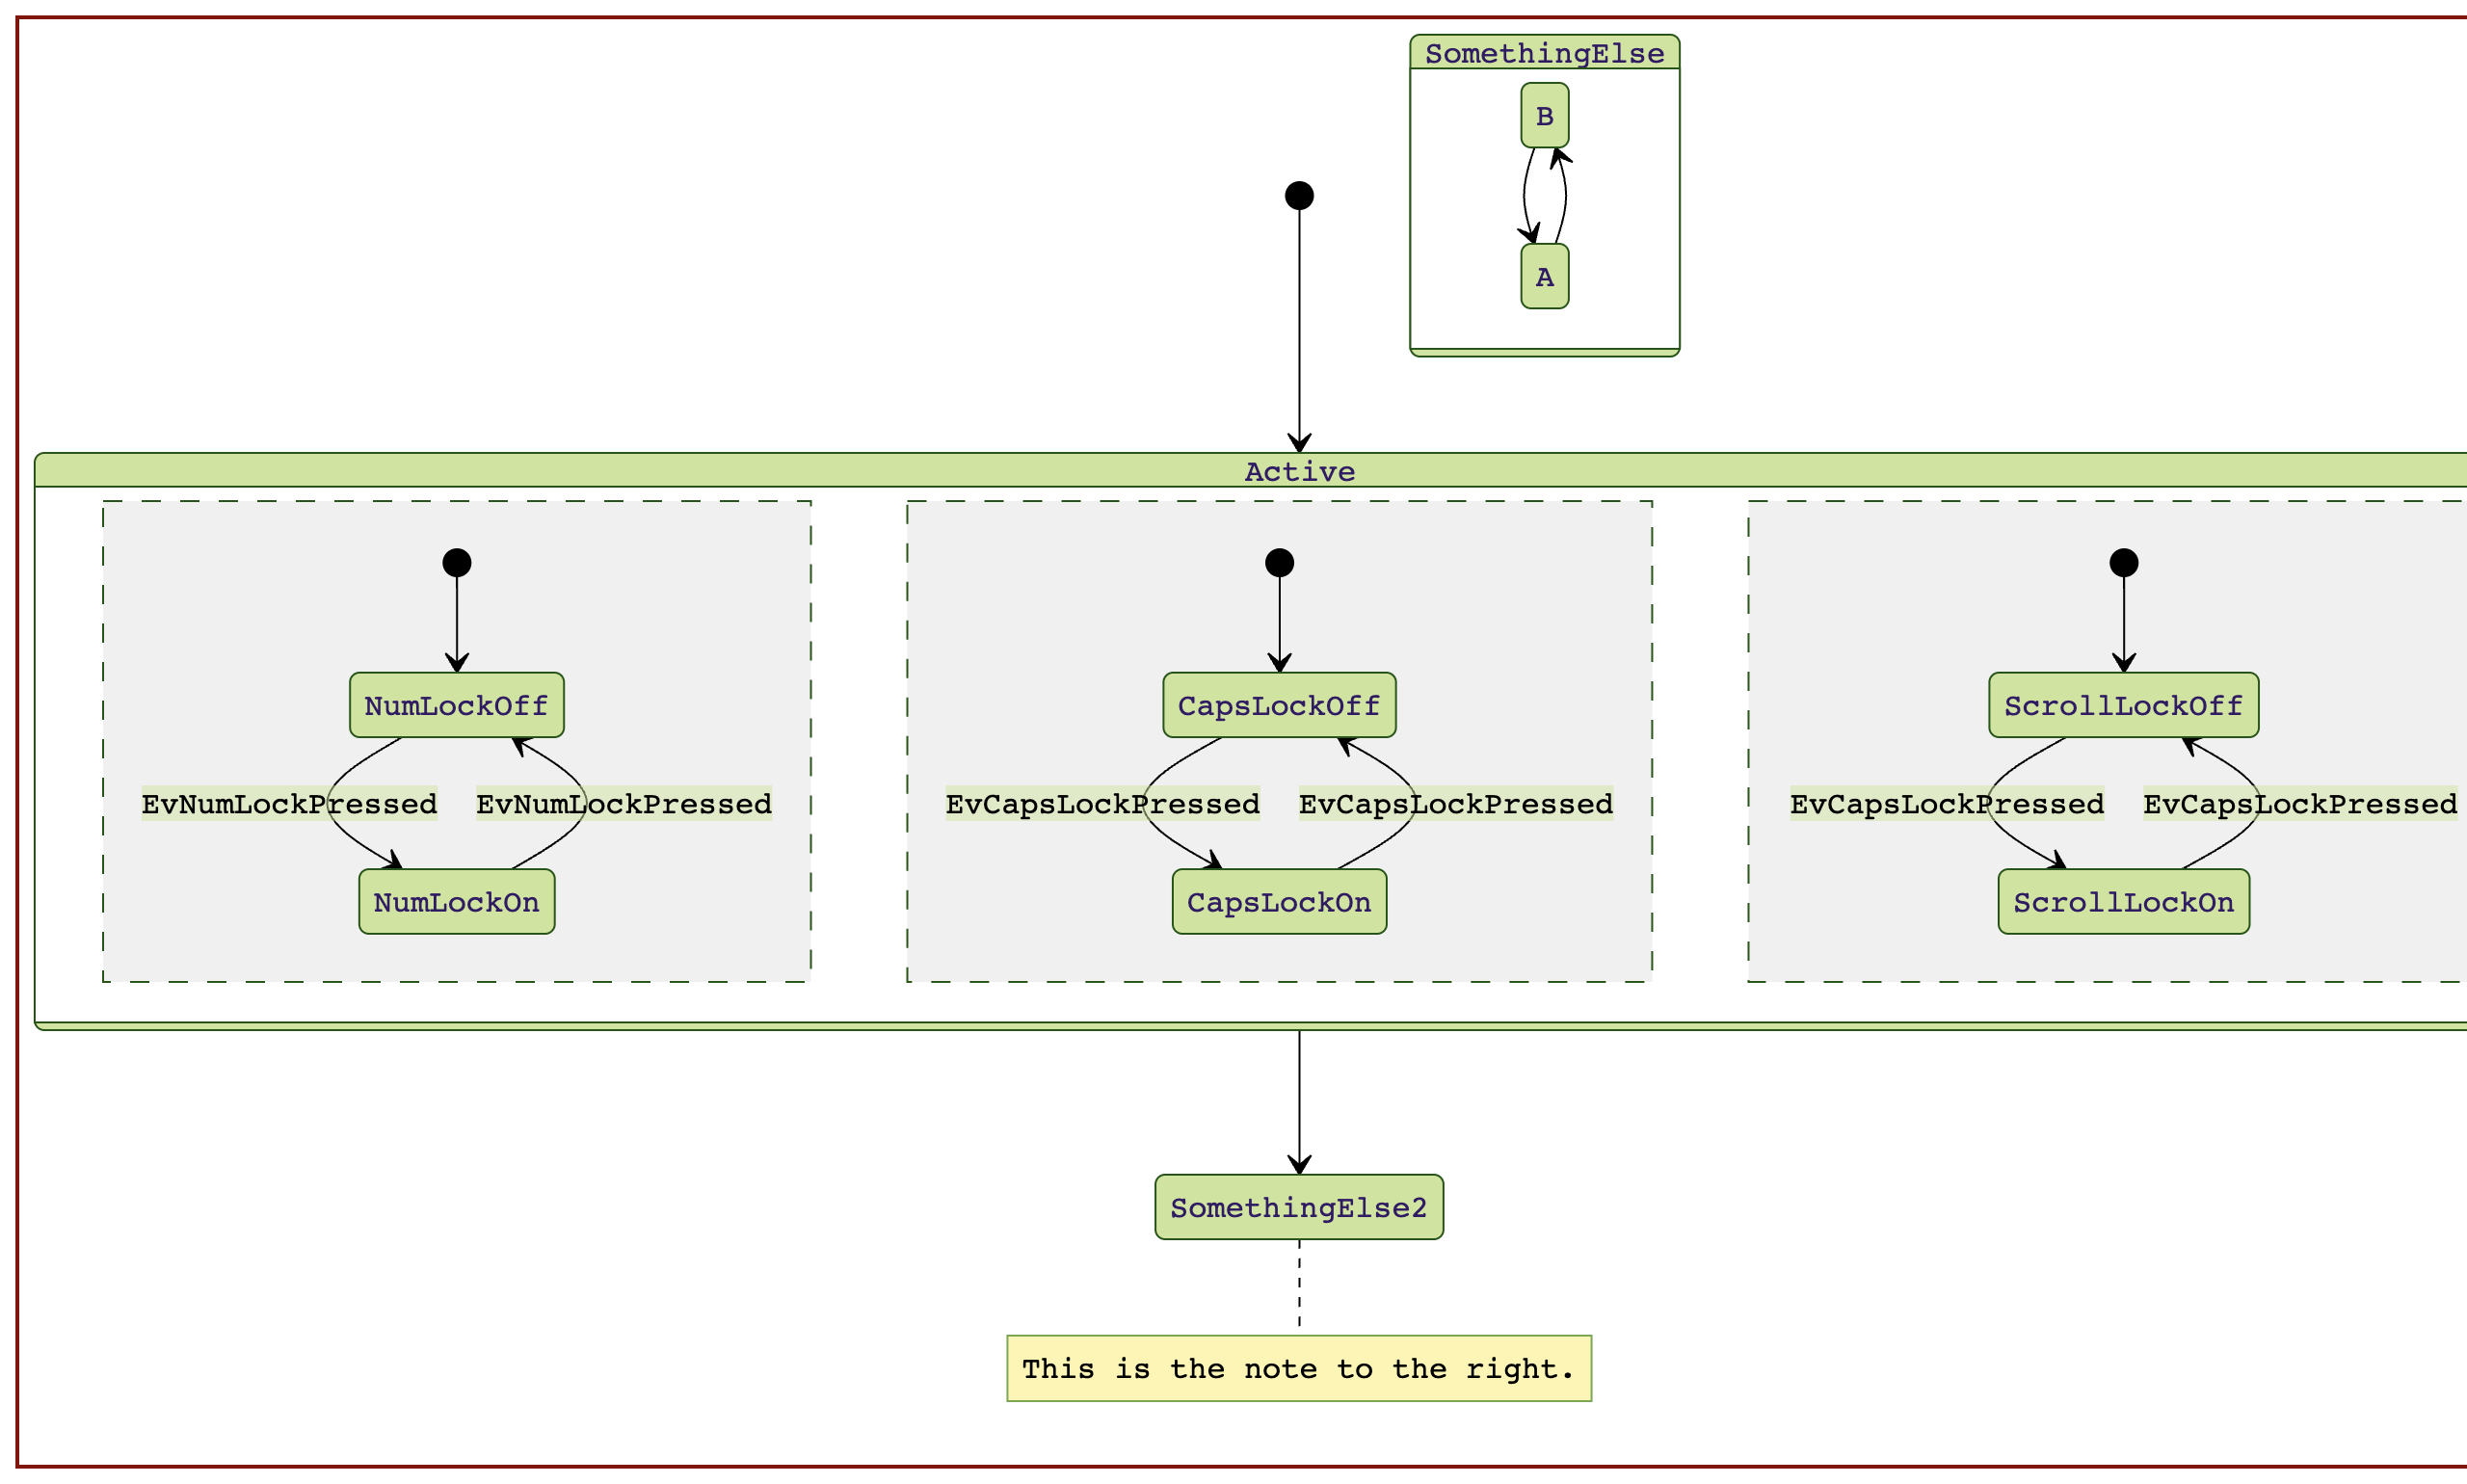 SomethingElse
B
A
Active
NumLockOff
CapsLockOff
ScrollLockOff
EvNumLockPressed
EvNumLockPressed
EvCapsLockPressed
EvCapsLockPressed
EvCapsLockPressed
EvCapsLockPressed
NumLockOn
CapsLockOn
ScrollLockOn
SomethingElse2
This is the note to the right.